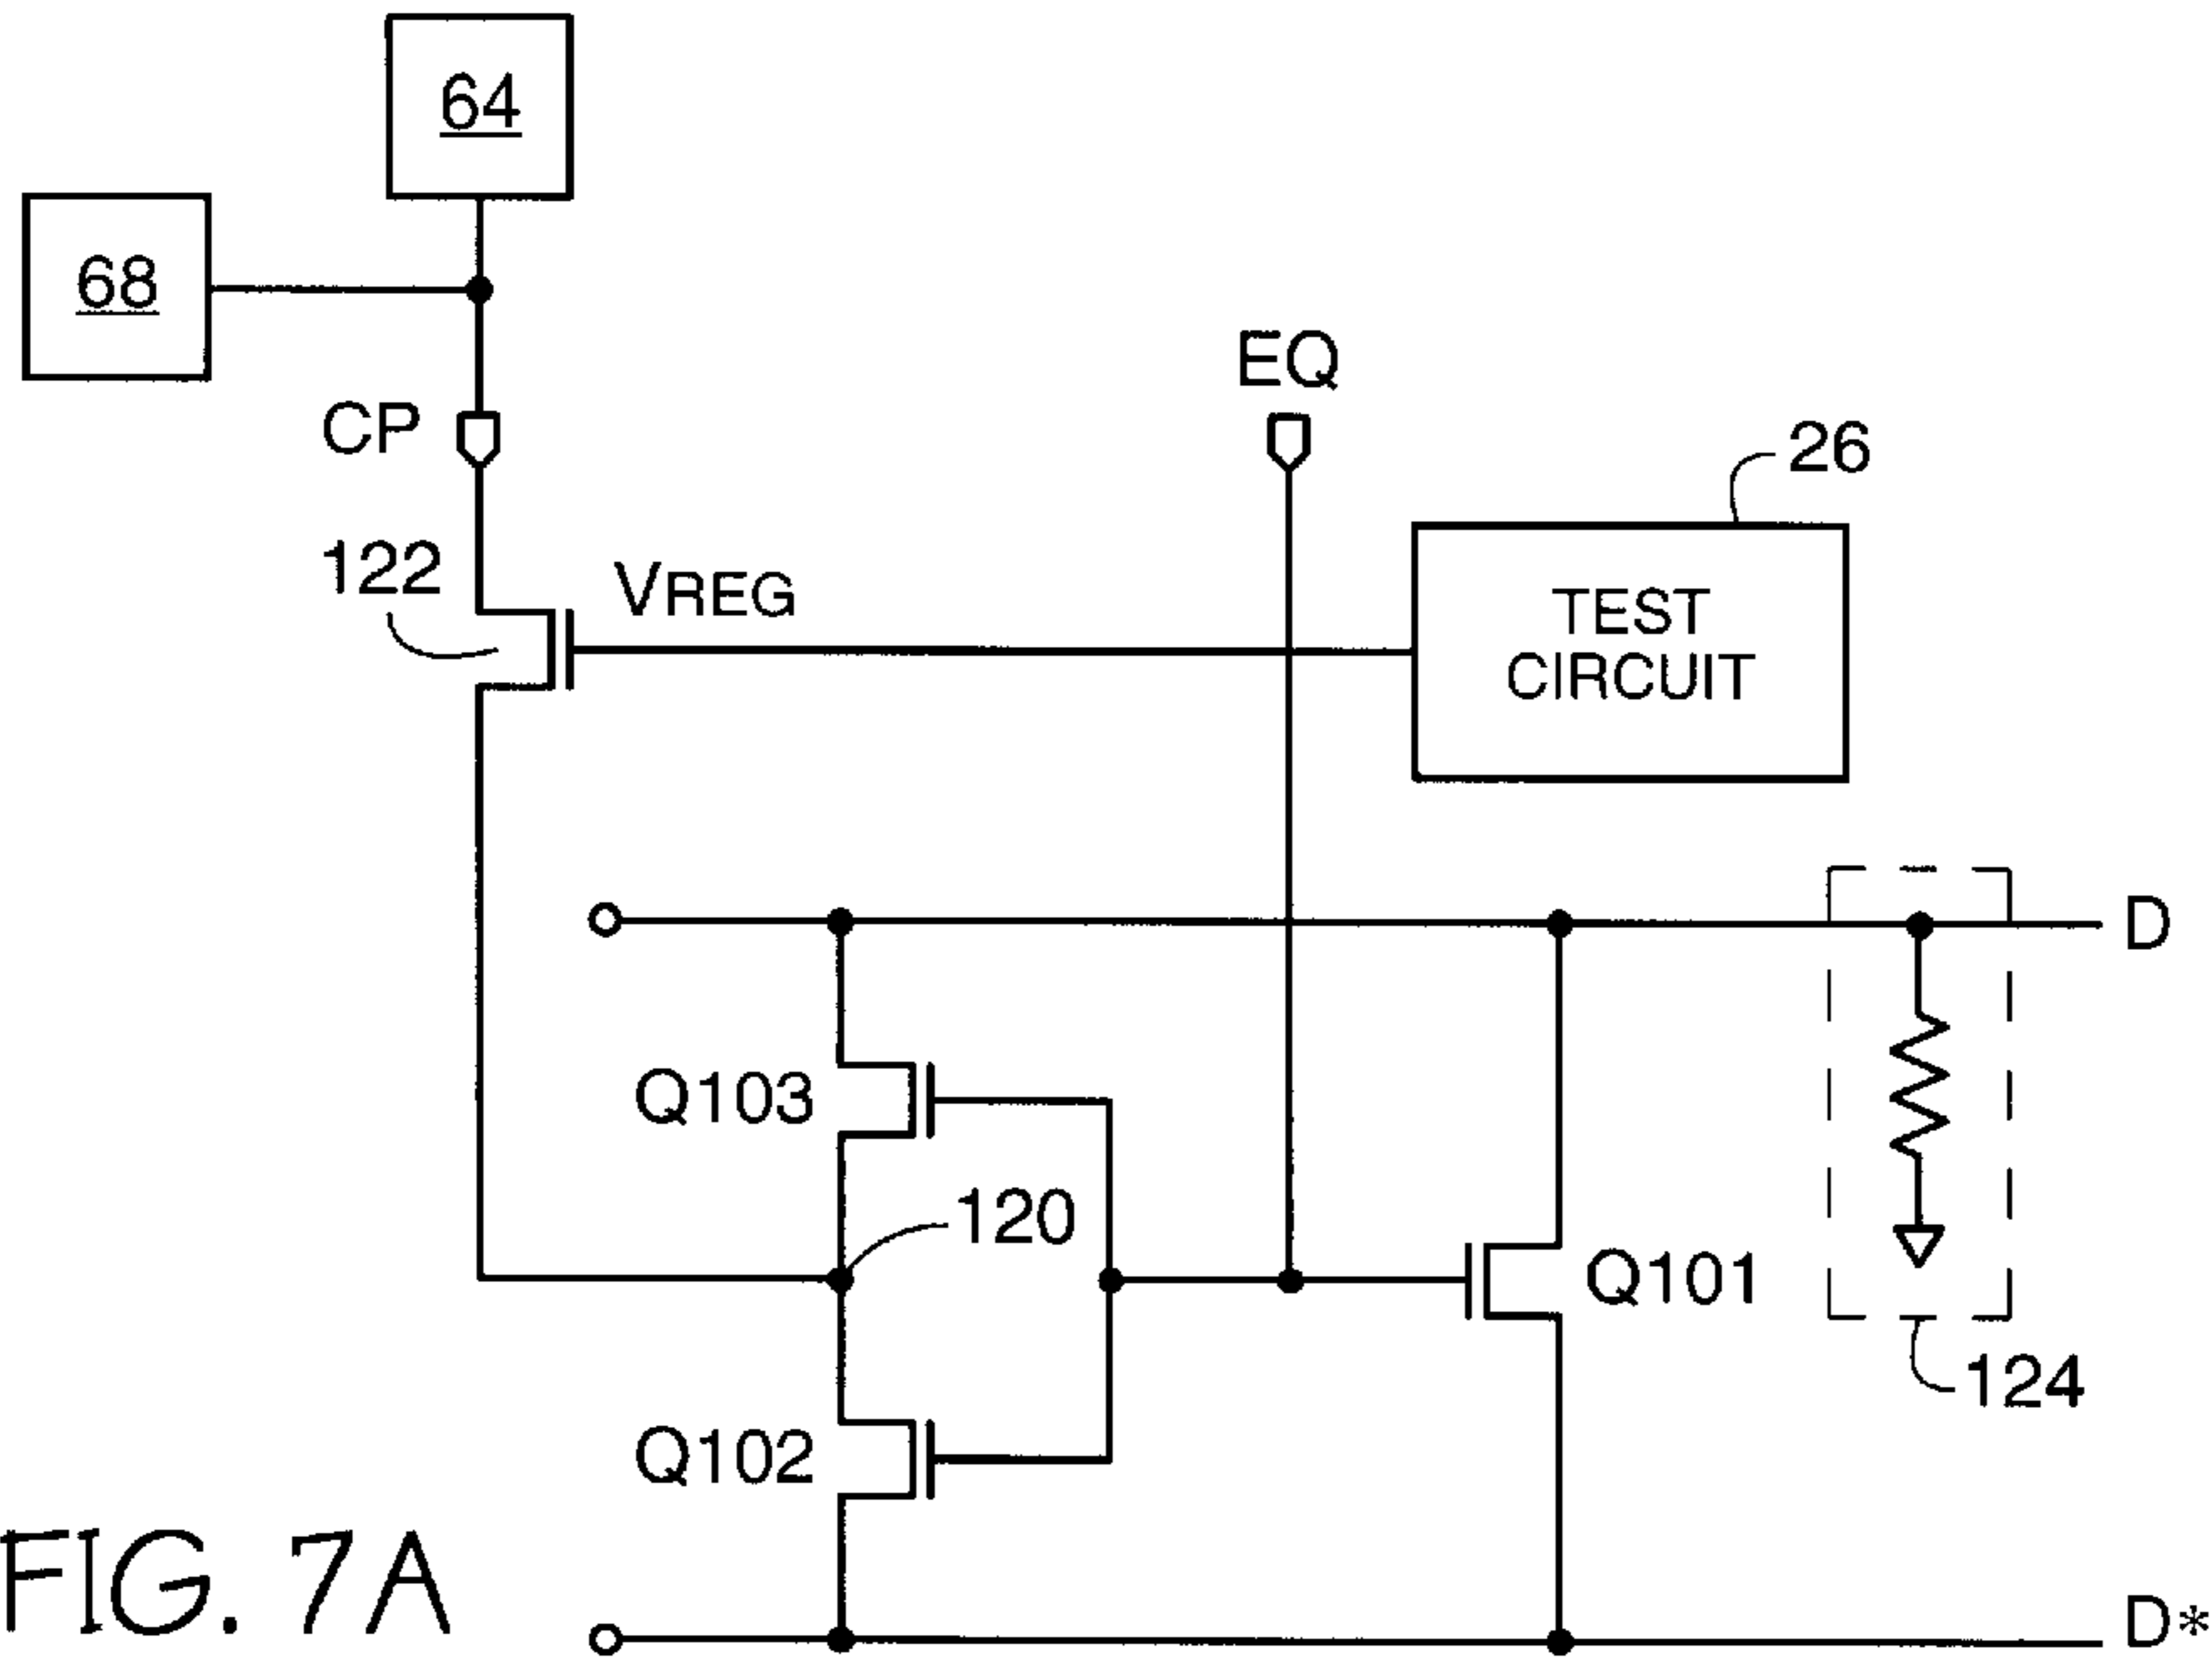 64
68
CP
EQ
26
122
VREG
TEST
CIRCUIT
D
Q103
120
Q101
124
Q102
FIG. 7A
D*